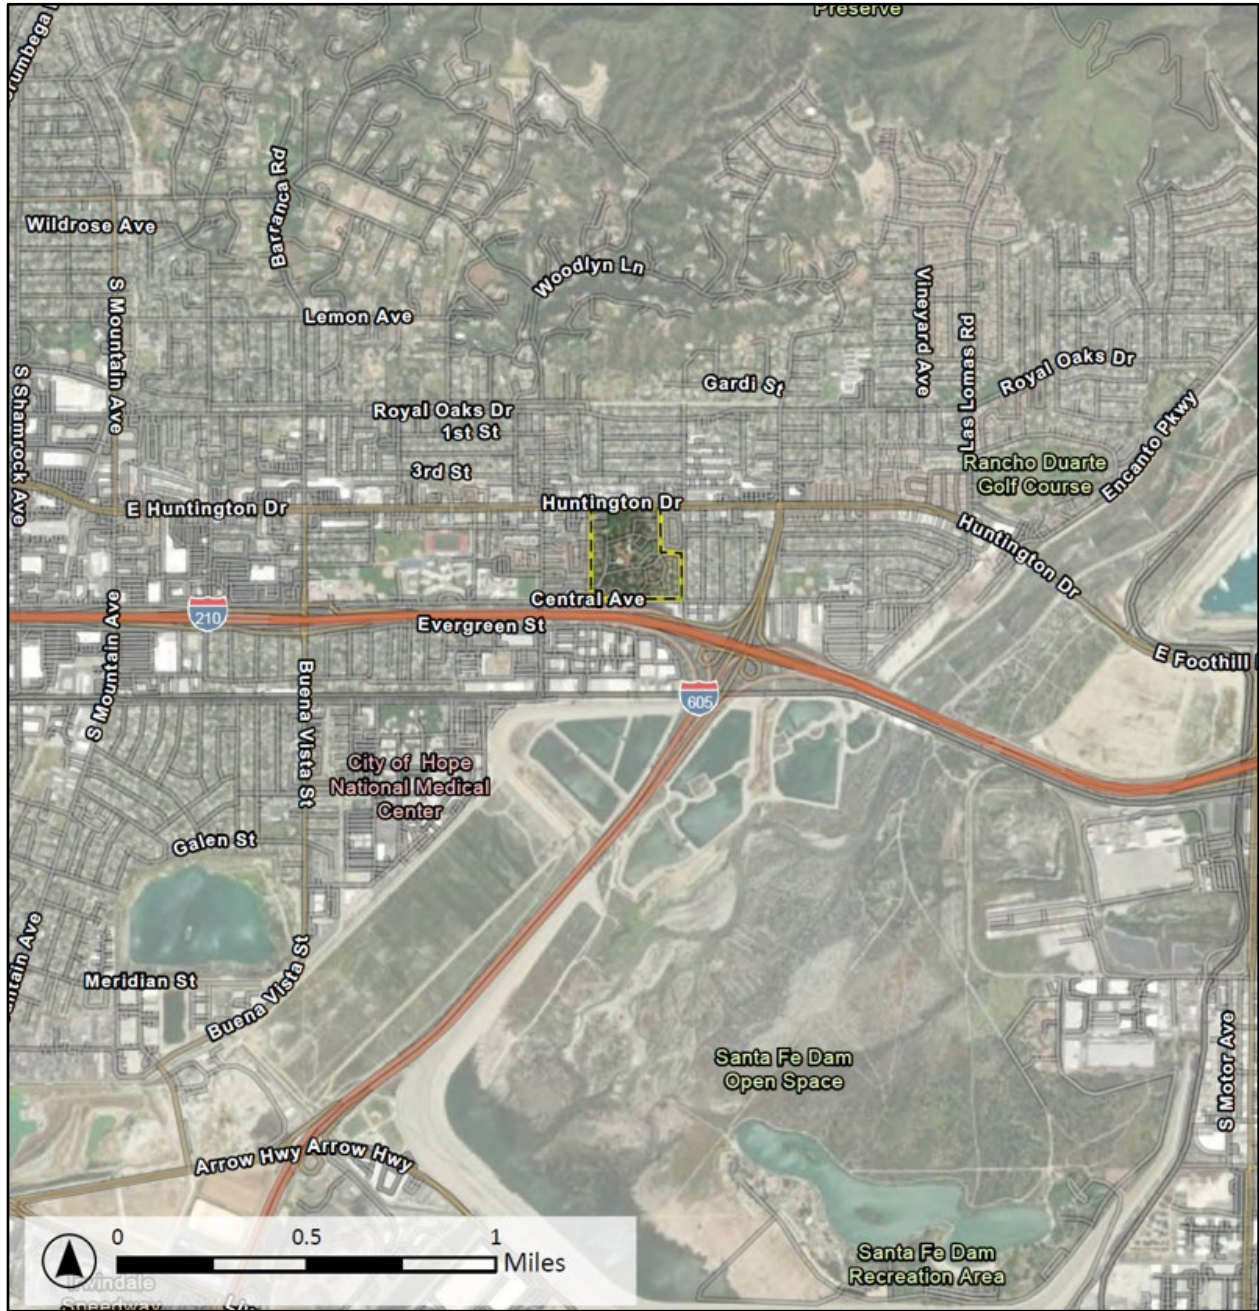 Preserve
Wildrose Ave
Barranca Rd
Woodlyn Ln
S Mountain Ave
Lemon Ave
Vineyard Ave
Las Lomas Rd
Royal Oaks Dr
Gardi St
S Shamrock Ave
Royal Oaks Dr
1st St
3rd St
Encanto Pkwy
Rancho Duarte
Golf Course
E Huntington Dr
Huntington Dr
Huntington Dr
Central Ave
210
Evergreen St
S Mountain Ave
E Foothill
605
Buena Vista St
City of Hope
National Medical
Center
Galen St
Meridian St
Buena Vista St
Santa Fe Dam
Open Space
S Motor Ave
Arrow Hwy Arrow Hwy
0 0.5 1
Miles
Santa Fe Dam
Recreation Area
Speedway